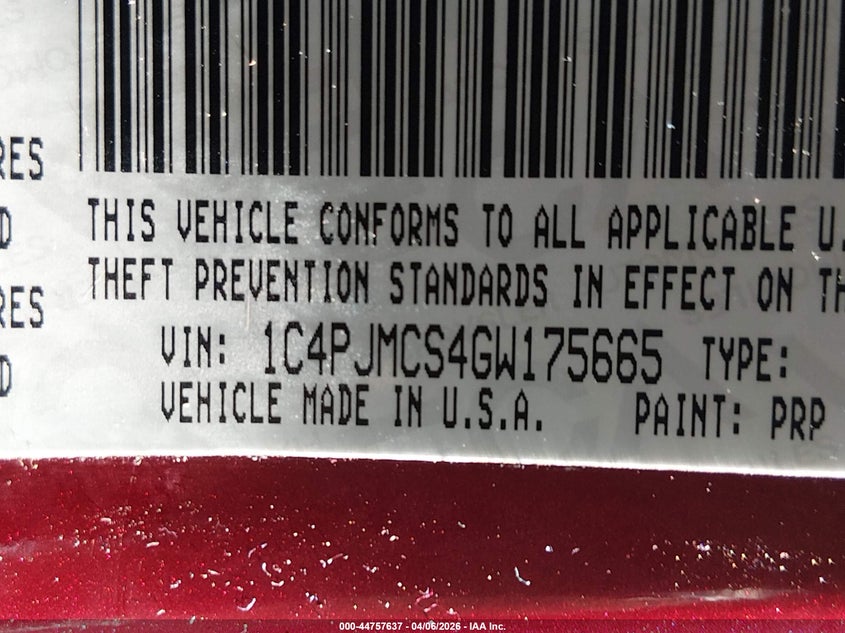 RES
THIS VEHICLE CONFORMS TO ALL APPLICABLE U.
D
THEFT PREVENTION STANDARDS IN EFFECT ON TH
RES
VIN: 1C4PJMCS4GW175665 TYPE:
D
VEHICLE MADE IN U.S.A. PAINT: PRP
000-44757637 - 04/06/2026 - IAA Inc.